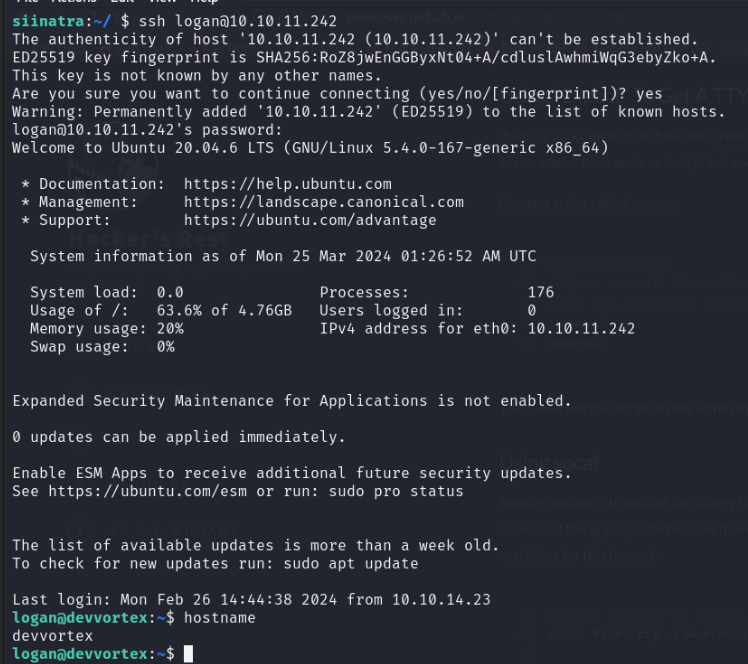 siinatra:~/ $ ssh logan@10.10.11.242
The authenticity of host '10.10.11.242 (10.10.11.242)' can't be established.
ED25519 key fingerprint is SHA256:RoZ8jwEnGGByxNt04+A/cdluslAwhmiWqG3ebyZko+A.
This key is not known by any other names.
Are you sure you want to continue connecting (yes/no/[fingerprint])? yes
Warning: Permanently added '10.10.11.242' (ED25519) to the list of known hosts.
logan@10.10.11.242's password:
Welcome to Ubuntu 20.04.6 LTS (GNU/Linux 5.4.0-167-generic x86_64)
* Documentation: https://help.ubuntu.com
* Management: https://landscape.canonical.com
* Support: https://ubuntu.com/advantage
System information as of Mon 25 Mar 2024 01:26:52 AM UTC
System load: 0.0 Processes: 176
Usage of /: 63.6% of 4.76GB Users logged in: 0
Memory usage: 20% IPv4 address for eth0: 10.10.11.242
Swap usage: 0%
Expanded Security Maintenance for Applications is not enabled.
0 updates can be applied immediately.
Enable ESM Apps to receive additional future security updates.
See https://ubuntu.com/esm or run: sudo pro status
The list of available updates is more than a week old.
To check for new updates run: sudo apt update
Last login: Mon Feb 26 14:44:38 2024 from 10.10.14.23
logan@devvortex:~$ hostname
devvortex
logan@devvortex:~$
Hacker's Rest
Using socat